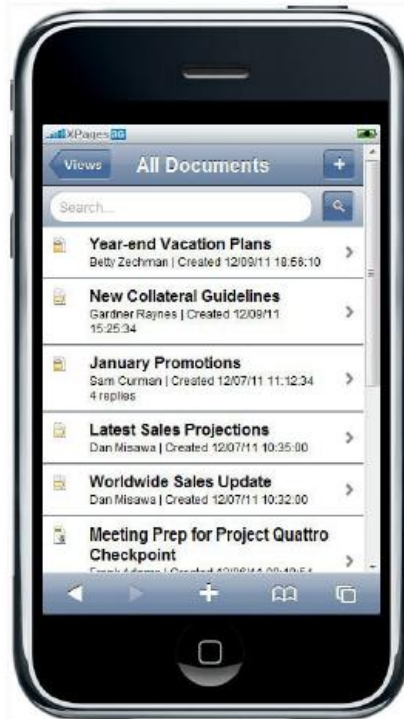 XPages 3G
Views All Documents +
Search...
Year-end Vacation Plans
Betty Zechman | Created 12/09/11 18:56:10
New Collateral Guidelines
Gardner Raynes | Created 12/09/11
15:25:34
January Promotions
Sam Curman | Created 12/07/11 11:12:34
4 replies
Latest Sales Projections
Dan Misawa | Created 12/07/11 10:35:00
Worldwide Sales Update
Dan Misawa | Created 12/07/11 10:32:00
Meeting Prep for Project Quattro
Checkpoint